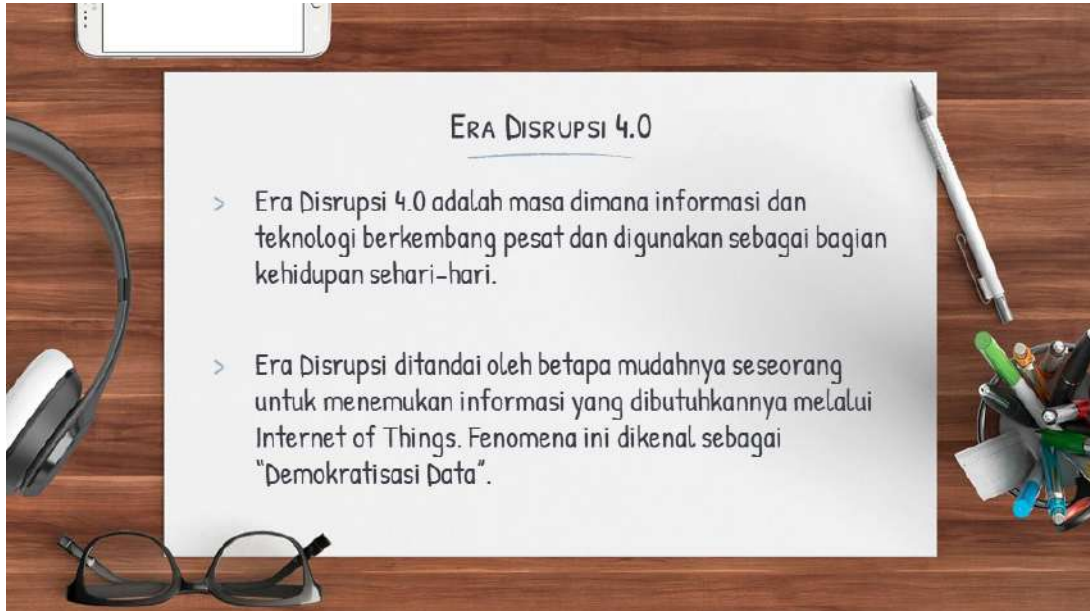 ERA DISRUPSI 4.0
> Era Disrupsi 4.0 adalah masa dimana informasi dan
teknologi berkembang pesat dan digunakan sebagai bagian
kehidupan sehari-hari.
> Era Disrupsi ditandai oleh betapa mudahnya seseorang
untuk menemukan informasi yang dibutuhkannya melalui
Internet of Things. Fenomena ini dikenal sebagai
“Demokratisasi Data”.